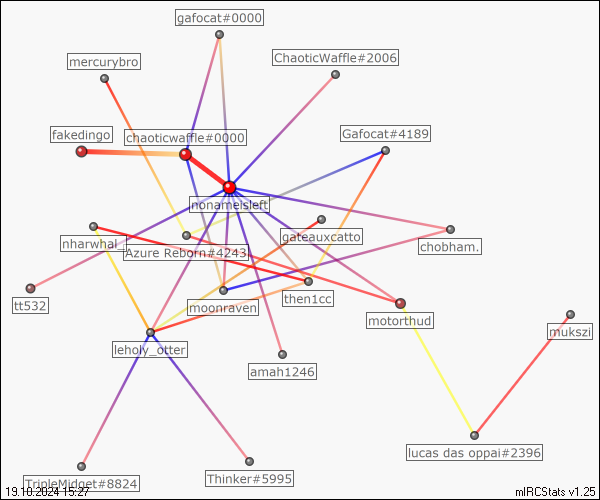 gafocat#0000
ChaoticWaffle#2006
mercurybro
fakedingo
chaoticwaffle#0000
Gafocat#4189
nonameisleft
gateauxcatto
nharwhal
Azure Reborn#4243
chobham.
tt532
moonraven
then1cc
motorthud
mukszi
leholy_otter
amah1246
lucas das oppai#2396
Thinker#5995
TripleMidget#8824
19.10.2024 15:27
mIRCStats v1.25